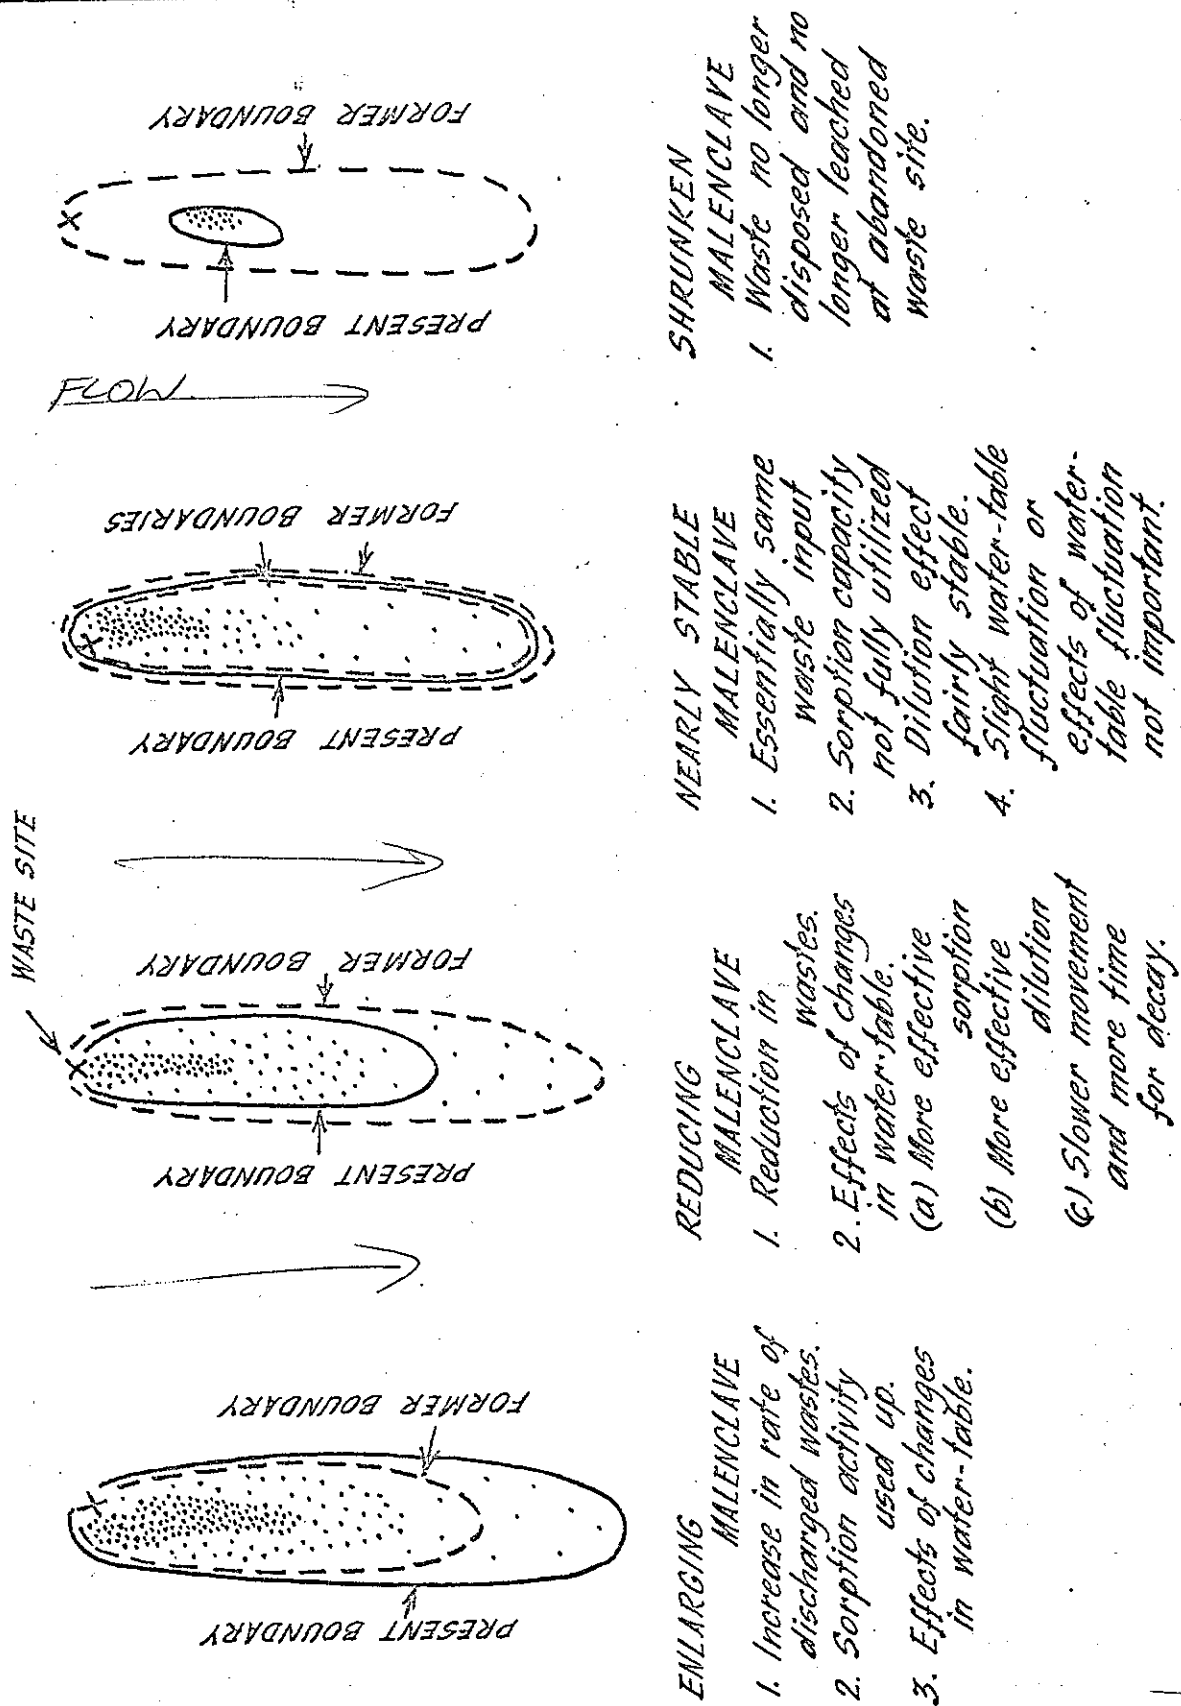 WASTE SITE
PRESENT BOUNDARY
FORMER BOUNDARY
ENLARGING
MALENCLAVE
1. Increase in rate of
discharged wastes.
2. Sorption activity
used up.
3. Effects of changes
in water-table.
PRESENT BOUNDARY
FORMER BOUNDARY
REDUCING
MALENCLAVE
1. Reduction in
wastes.
2. Effects of changes
in water-table.
(a) More effective
sorption
(b) More effective
dilution
(c) Slower movement
and more time
for decay.
PRESENT BOUNDARY
FORMER BOUNDARIES
NEARLY STABLE
MALENCLAVE
1. Essentially same
waste input
2. Sorption capacity
not fully utilized
3. Dilution effect
fairly stable.
4. Slight water-table
fluctuation or
effects of water-
table fluctuation
not important.
FLOW
PRESENT BOUNDARY
FORMER BOUNDARY
SHRUNKEN
MALENCLAVE
1. Waste no longer
disposed and no
longer leached
at abandoned
waste site.